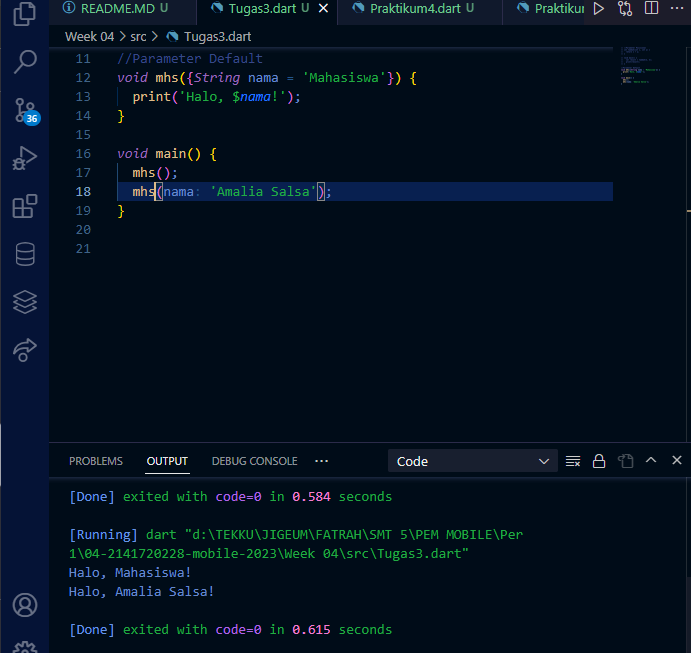 README.MD U Tugas3.dart U Praktikum4.dart U Praktikum
Week 04 > src > Tugas3.dart
11 //Parameter Default
12 void mhs({String nama = 'Mahasiswa'}) {
13 print('Halo, $nama!');
14 }
15
16 void main() {
17 mhs();
18 mhs(nama: 'Amalia Salsa');
19 }
20
21
36
PROBLEMS OUTPUT DEBUG CONSOLE ... Code
[Done] exited with code=0 in 0.584 seconds
[Running] dart "d:\TEKKU\JIGEUM\FATRAH\SMT 5\PEM MOBILE\Per
1\04-2141720228-mobile-2023\Week 04\src\Tugas3.dart"
Halo, Mahasiswa!
Halo, Amalia Salsa!
[Done] exited with code=0 in 0.615 seconds